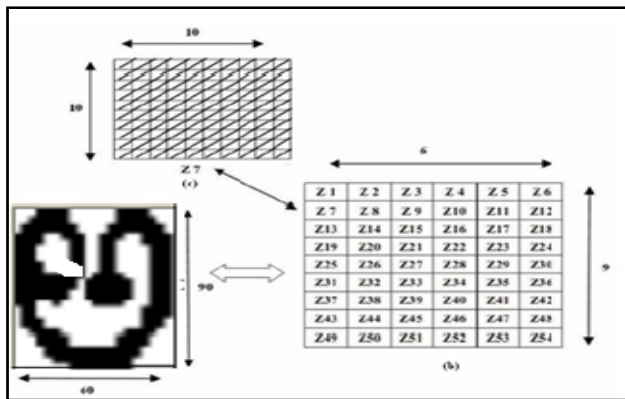 10
10
Z 7
(c)
6
Z 1 Z 2 Z 3 Z 4 Z 5 Z 6
Z 7 Z 8 Z 9 Z10 Z11 Z12
Z13 Z14 Z15 Z16 Z17 Z18
Z19 Z20 Z21 Z22 Z23 Z24
Z25 Z26 Z27 Z28 Z29 Z30
Z31 Z32 Z33 Z34 Z35 Z36
Z37 Z38 Z39 Z40 Z41 Z42
Z43 Z44 Z45 Z46 Z47 Z48
Z49 Z50 Z51 Z52 Z53 Z54
9
(b)
90
60